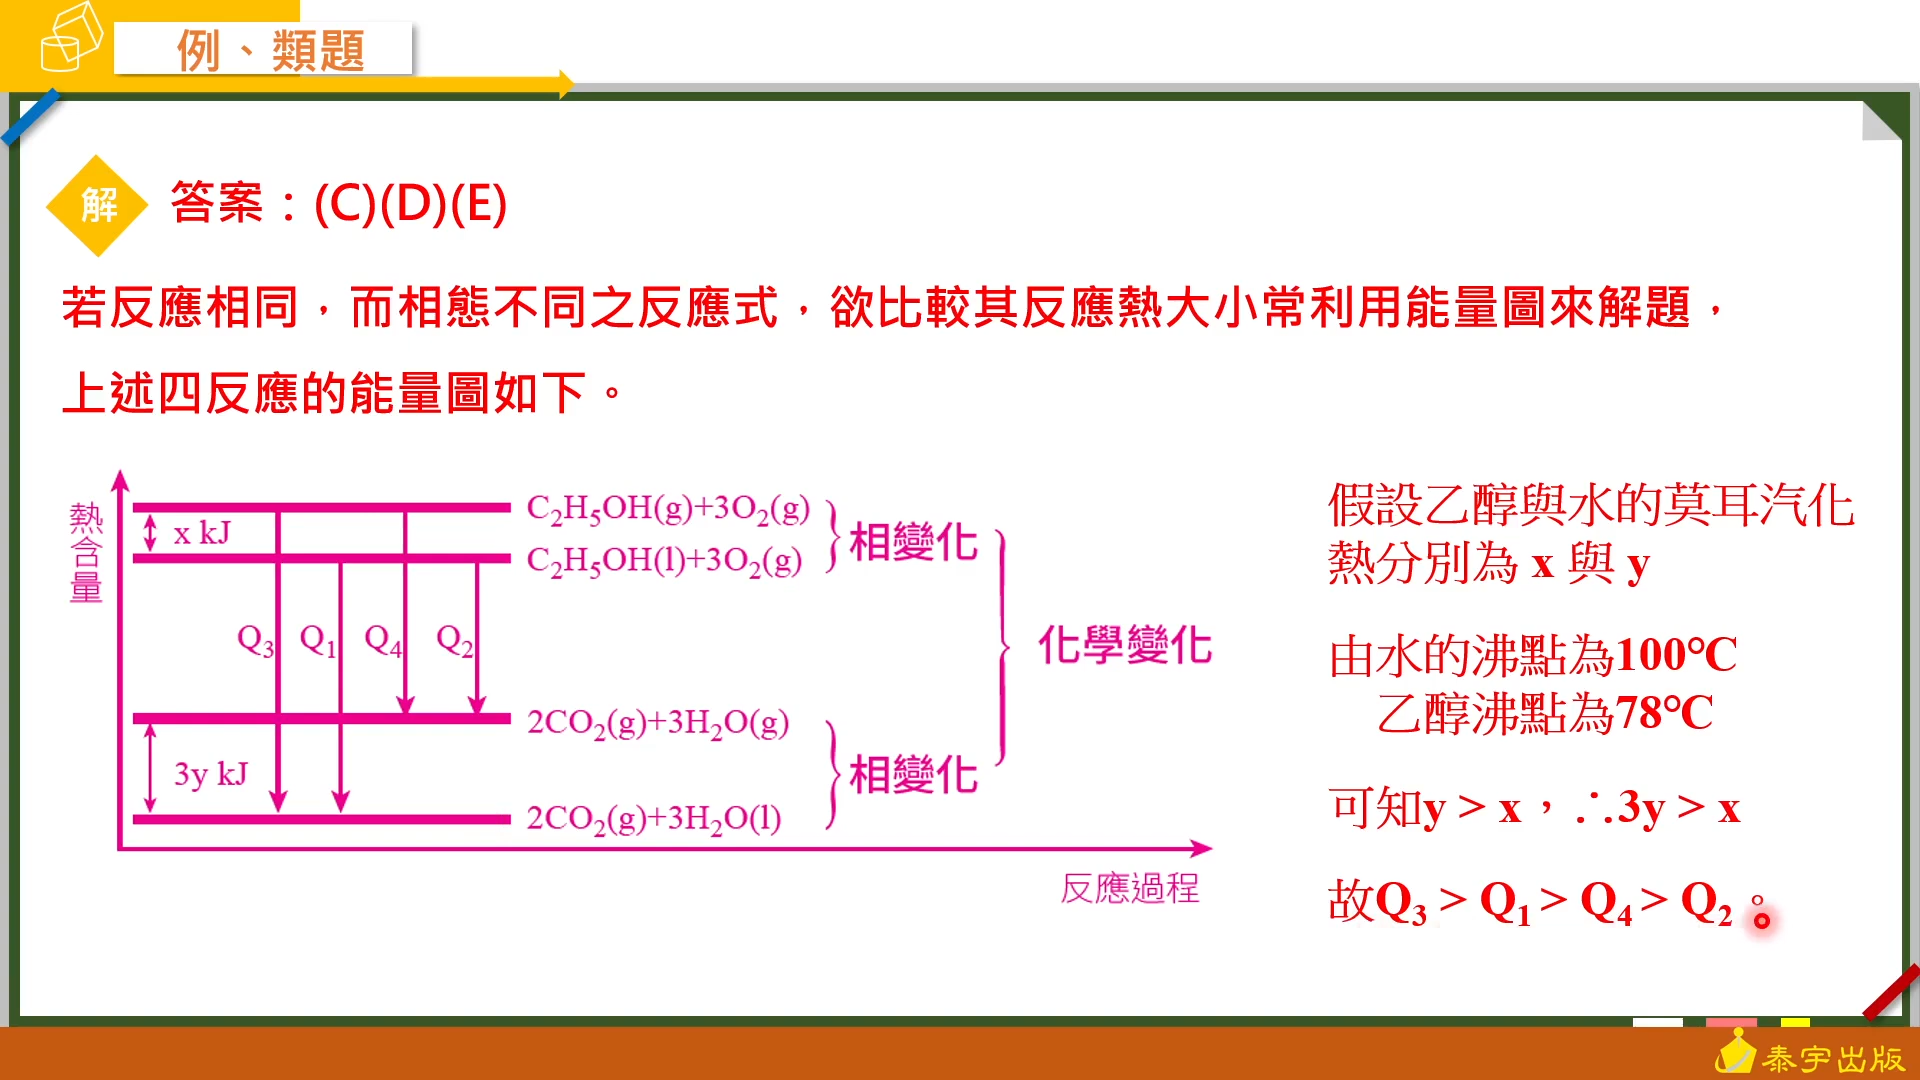 例、類題
解
答案：(C)(D)(E)
若反應相同，而相態不同之反應式，欲比較其反應熱大小常利用能量圖來解題，
上述四反應的能量圖如下。
熱含量
x kJ
C₂H₅OH(g)+3O₂(g)
C₂H₅OH(l)+3O₂(g)
相變化
Q₃ Q₁ Q₄ Q₂
化學變化
2CO₂(g)+3H₂O(g)
3y kJ
2CO₂(g)+3H₂O(l)
相變化
反應過程
假設乙醇與水的莫耳汽化
熱分別為 x 與 y
由水的沸點為100℃
乙醇沸點為78℃
可知y > x，∴3y > x
故Q₃ > Q₁ > Q₄ > Q₂。
泰宇出版